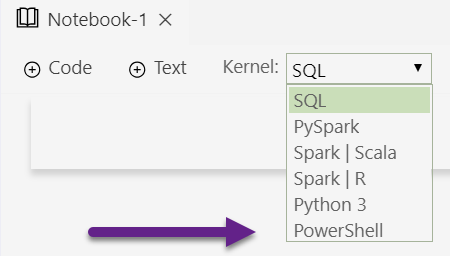 Notebook-1
Code Text Kernel: SQL
SQL
PySpark
Spark | Scala
Spark | R
Python 3
PowerShell